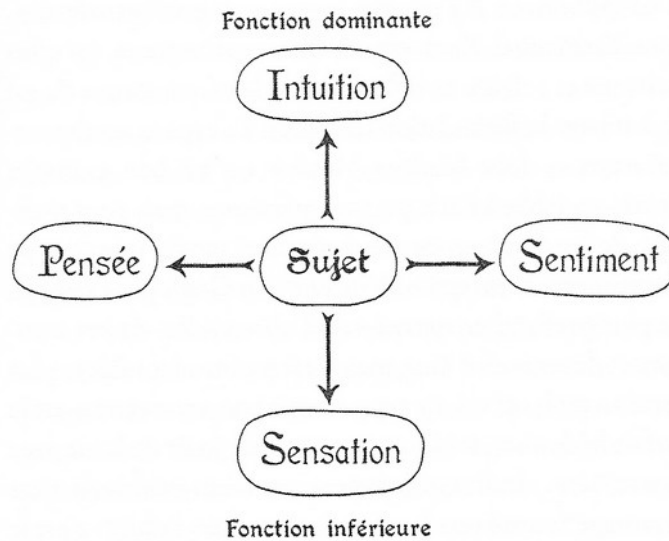 Fonction dominante
Intuition
Pensée
Sujet
Sentiment
Sensation
Fonction inférieure